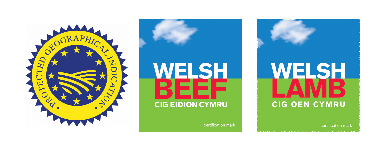 PROTECTED GEOGRAPHICAL INDICATION
WELSH
BEEF
CIG EIDION CYMRU
WELSH
LAMB
CIG OEN CYMRU